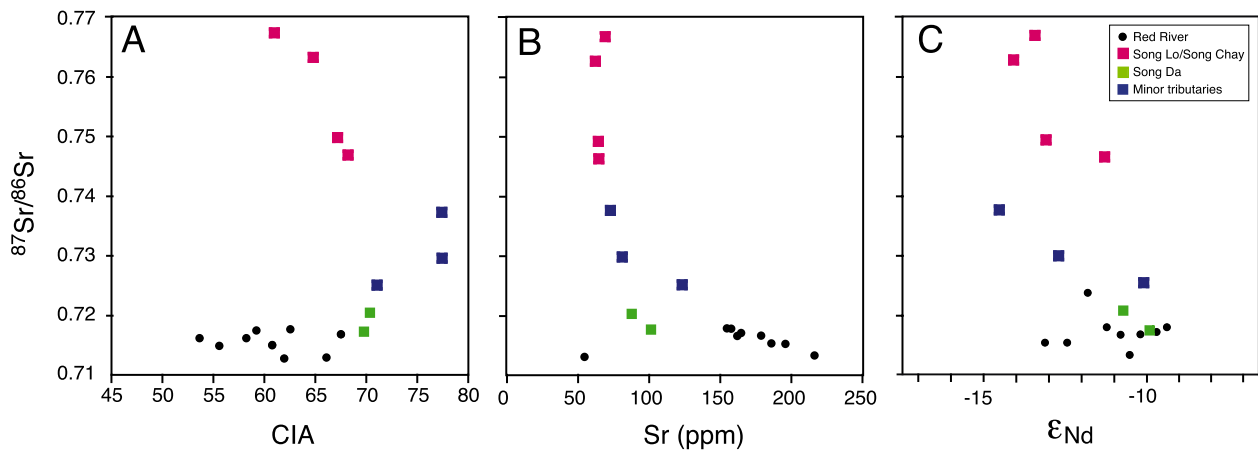 A
B
C
0.77
0.76
0.75
0.74
0.73
0.72
0.71
87Sr/86Sr
45 50 55 60 65 70 75 80
CIA
0 50 100 150 200 250
Sr (ppm)
-15 -10
εNd
Red River
Song Lo/Song Chay
Song Da
Minor tributaries